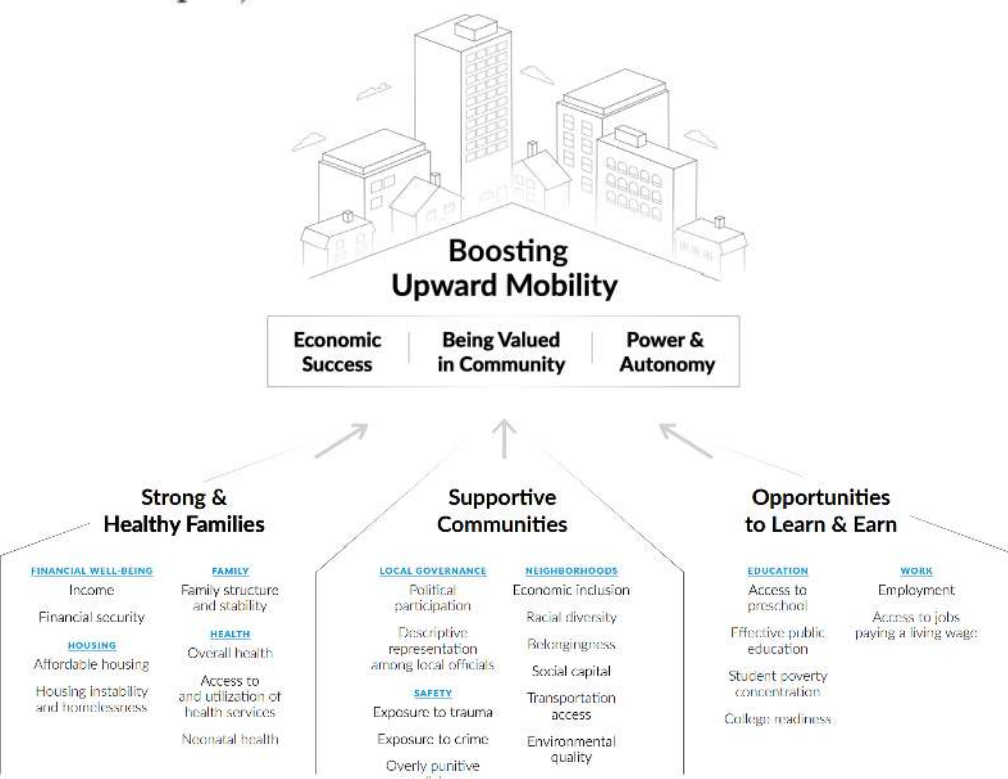 Boosting
Upward Mobility
Economic
Success
Being Valued
in Community
Power &
Autonomy
Strong &
Healthy Families
FINANCIAL WELL-BEING
Income
Financial security
HOUSING
Affordable housing
Housing instability
and homelessness
FAMILY
Family structure
and stability
HEALTH
Overall health
Access to
and utilization of
health services
Neonatal health
Supportive
Communities
LOCAL GOVERNANCE
Political
participation
Descriptive
representation
among local officials
SAFETY
Exposure to trauma
Exposure to crime
Overly punitive
NEIGHBORHOODS
Economic inclusion
Racial diversity
Belongingness
Social capital
Transportation
access
Environmental
quality
Opportunities
to Learn & Earn
EDUCATION
Access to
preschool
Effective public
education
Student poverty
concentration
College readiness
WORK
Employment
Access to jobs
paying a living wage